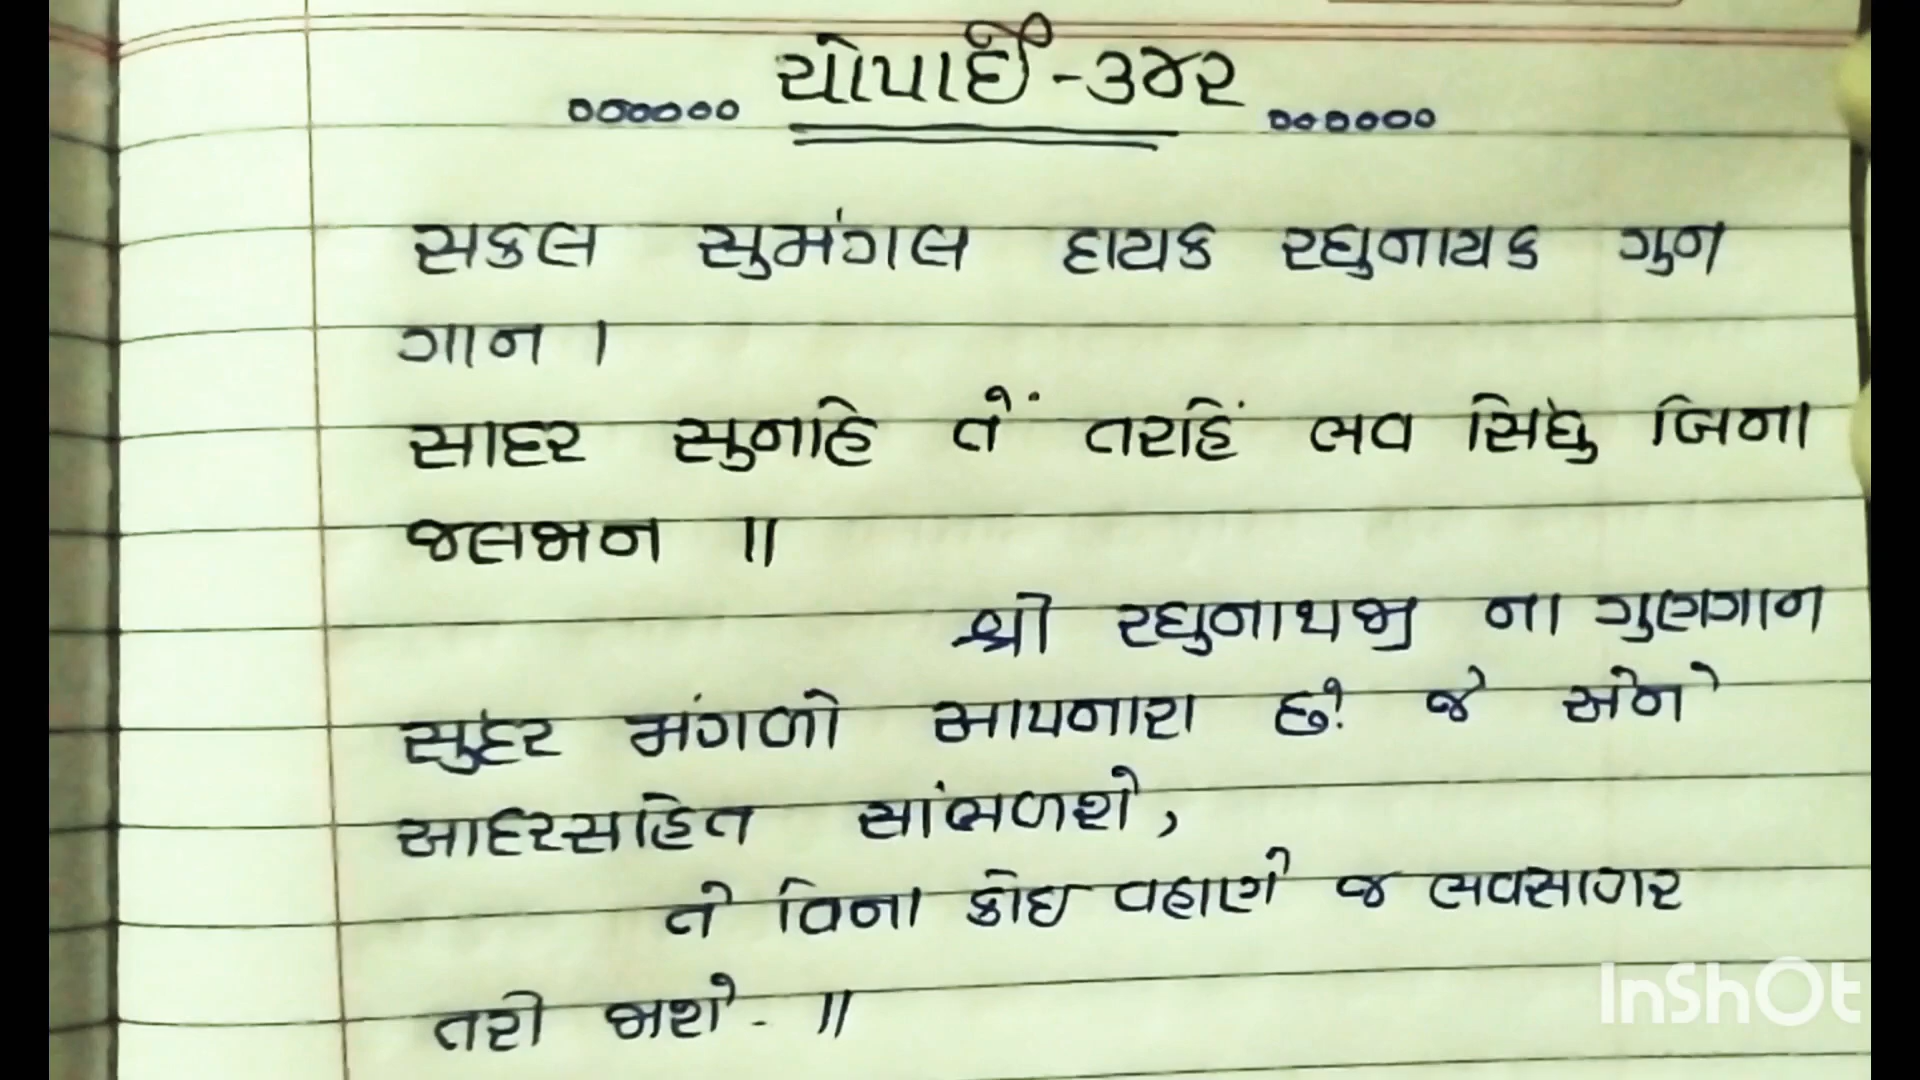 ચોપાઈ-૩૪૨
સકલ સુમંગલ દાયક રઘુનાયક ગુન
ગાન ।
સાદર સુનહિ તેં તરહિં ભવ સિંધુ બિના
જલજાન ॥
શ્રી રઘુનાથજી ના ગુણગાન
સુંદર મંગળો આપનારા છે. જે એને
આદરસહિત સાંભળશે,
તે વિના કોઇ વહાણે જ ભવસાગર
તરી જાશે. ॥
InShOt